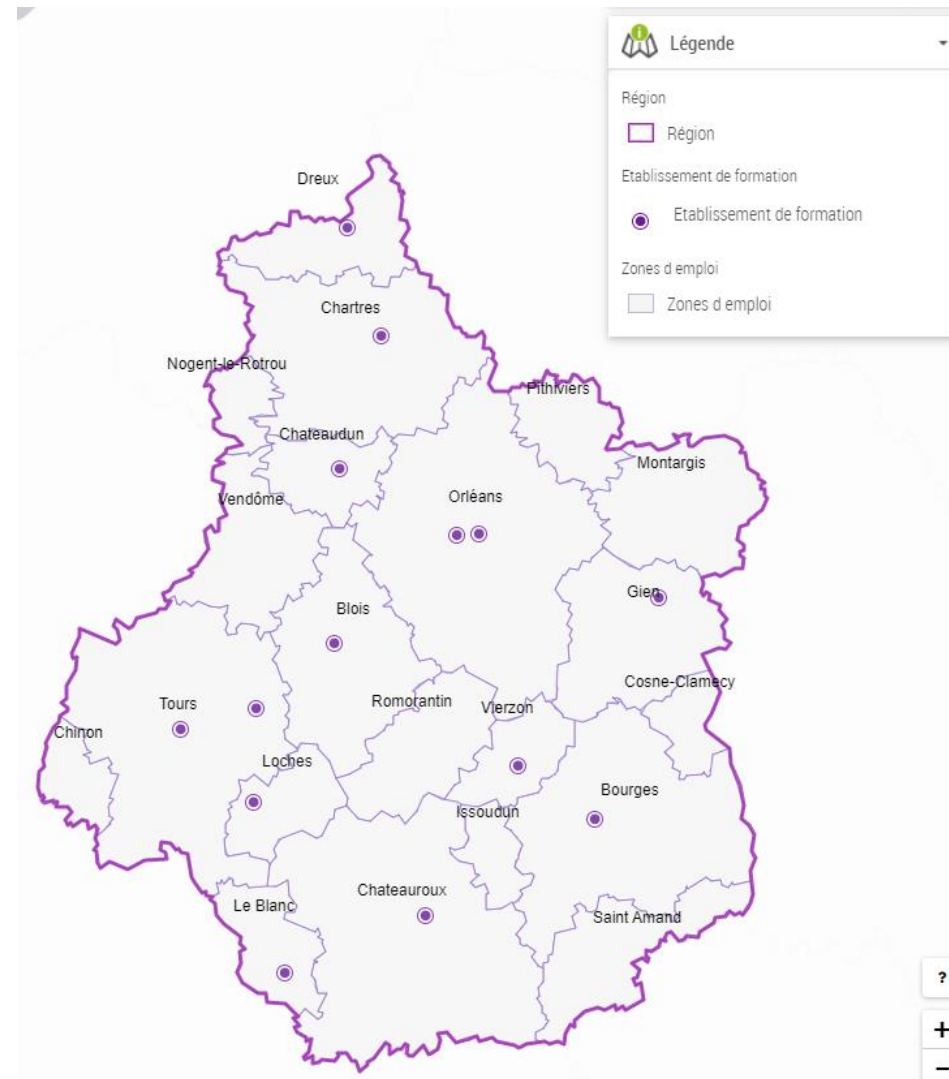 Légende
Région
Région
Etablissement de formation
Etablissement de formation
Zones d emploi
Zones d emploi
Dreux
Chartres
Nogent-le-Rotrou
Pithiviers
Chateaudun
Montargis
Vendôme
Orléans
Gien
Blois
Cosne-Clamecy
Romorantin
Vierzon
Tours
Chinon
Loches
Bourges
Issoudun
Chateauroux
Le Blanc
Saint Amand
?
+
−